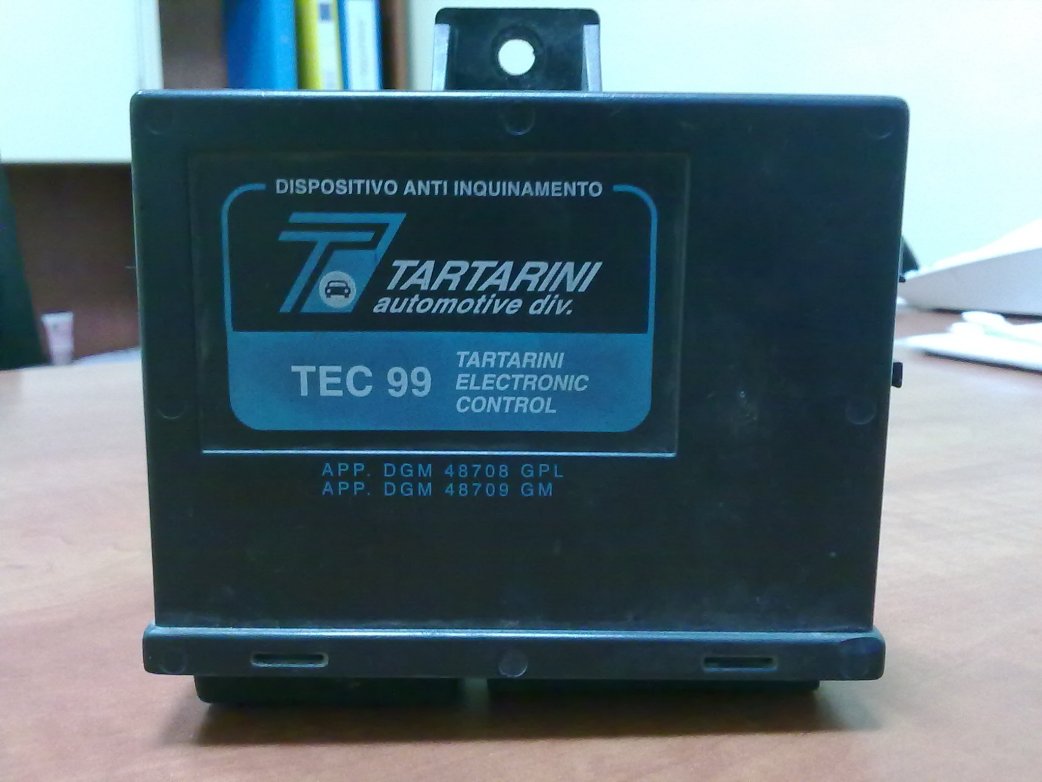 DISPOSITIVO ANTI INQUINAMENTO
TARTARINI
automotive div.
TEC 99
TARTARINI
ELECTRONIC
CONTROL
APP. DGM 48708 GPL
APP. DGM 48709 GM